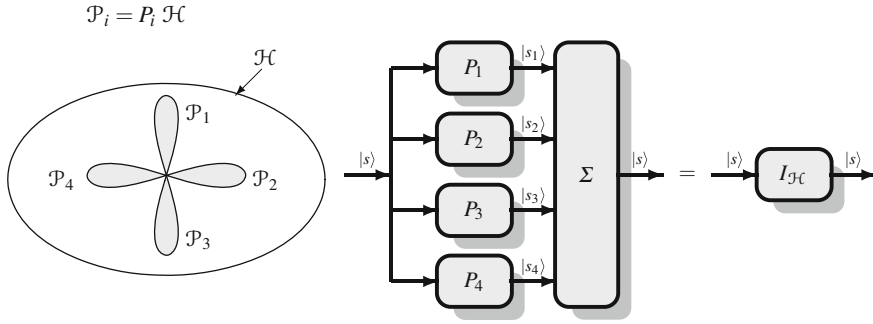 𝒫ᵢ = Pᵢ ℋ
ℋ
𝒫₁
𝒫₄
𝒫₂
𝒫₃
|s⟩
P₁
|s₁⟩
P₂
|s₂⟩
P₃
|s₃⟩
P₄
|s₄⟩
Σ
|s⟩
=
|s⟩
I_ℋ
|s⟩